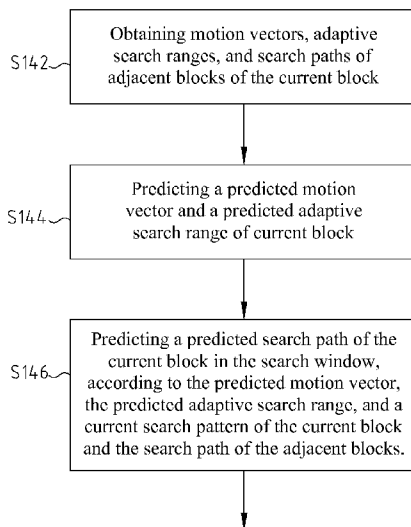 Obtaining motion vectors, adaptive
search ranges, and search paths of
adjacent blocks of the current block
S142
Predicting a predicted motion
vector and a predicted adaptive
search range of current block
S144
Predicting a predicted search path of the
current block in the search window,
according to the predicted motion vector,
the predicted adaptive search range, and a
current search pattern of the current block
and the search path of the adjacent blocks.
S146